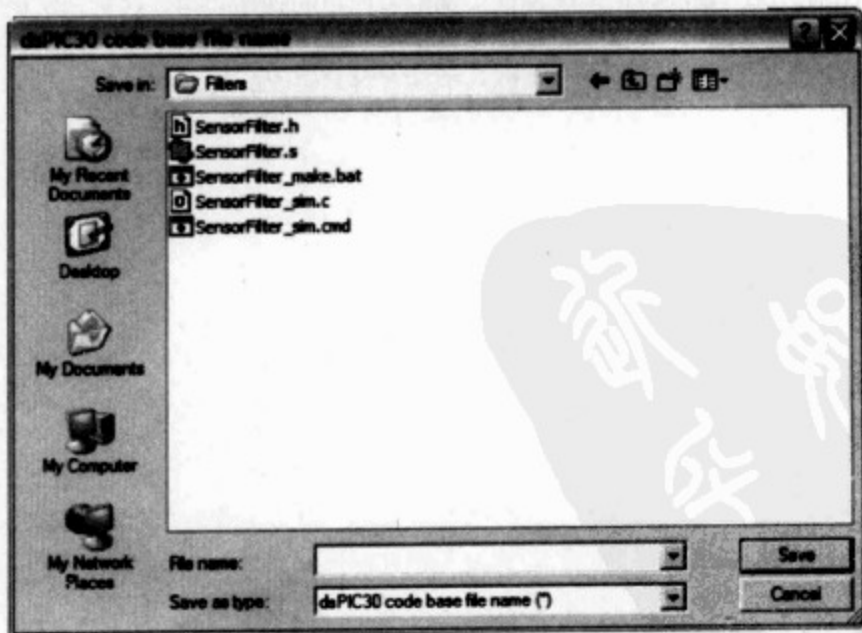 dsPIC30 code base file name
Save in:
Filters
SensorFilter.h
SensorFilter.s
SensorFilter_make.bat
SensorFilter_sim.c
SensorFilter_sim.cmd
My Recent
Documents
Desktop
My Documents
My Computer
My Network
Places
File name:
Save
Save as type:
dsPIC30 code base file name (*)
Cancel